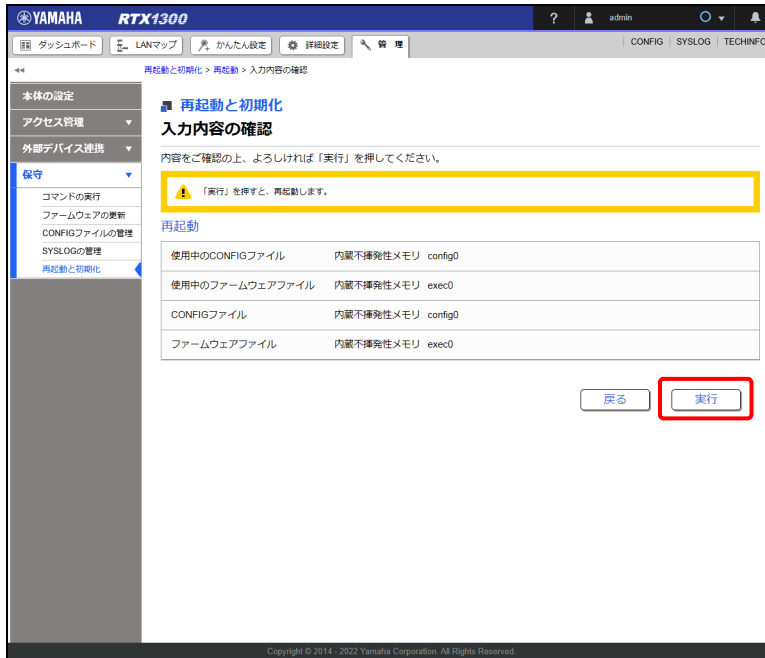 YAMAHA RTX1300 ? admin
ダッシュボード LANマップ かんたん設定 詳細設定 管 理 CONFIG | SYSLOG | TECHINFO
◂◂ 再起動と初期化 > 再起動 > 入力内容の確認
本体の設定
アクセス管理
外部デバイス連携
保守
コマンドの実行
ファームウェアの更新
CONFIGファイルの管理
SYSLOGの管理
再起動と初期化
再起動と初期化
入力内容の確認
内容をご確認の上、よろしければ「実行」を押してください。
「実行」を押すと、再起動します。
再起動
使用中のCONFIGファイル 内蔵不揮発性メモリ config0
使用中のファームウェアファイル 内蔵不揮発性メモリ exec0
CONFIGファイル 内蔵不揮発性メモリ config0
ファームウェアファイル 内蔵不揮発性メモリ exec0
戻る 実行
Copyright © 2014 - 2022 Yamaha Corporation. All Rights Reserved.